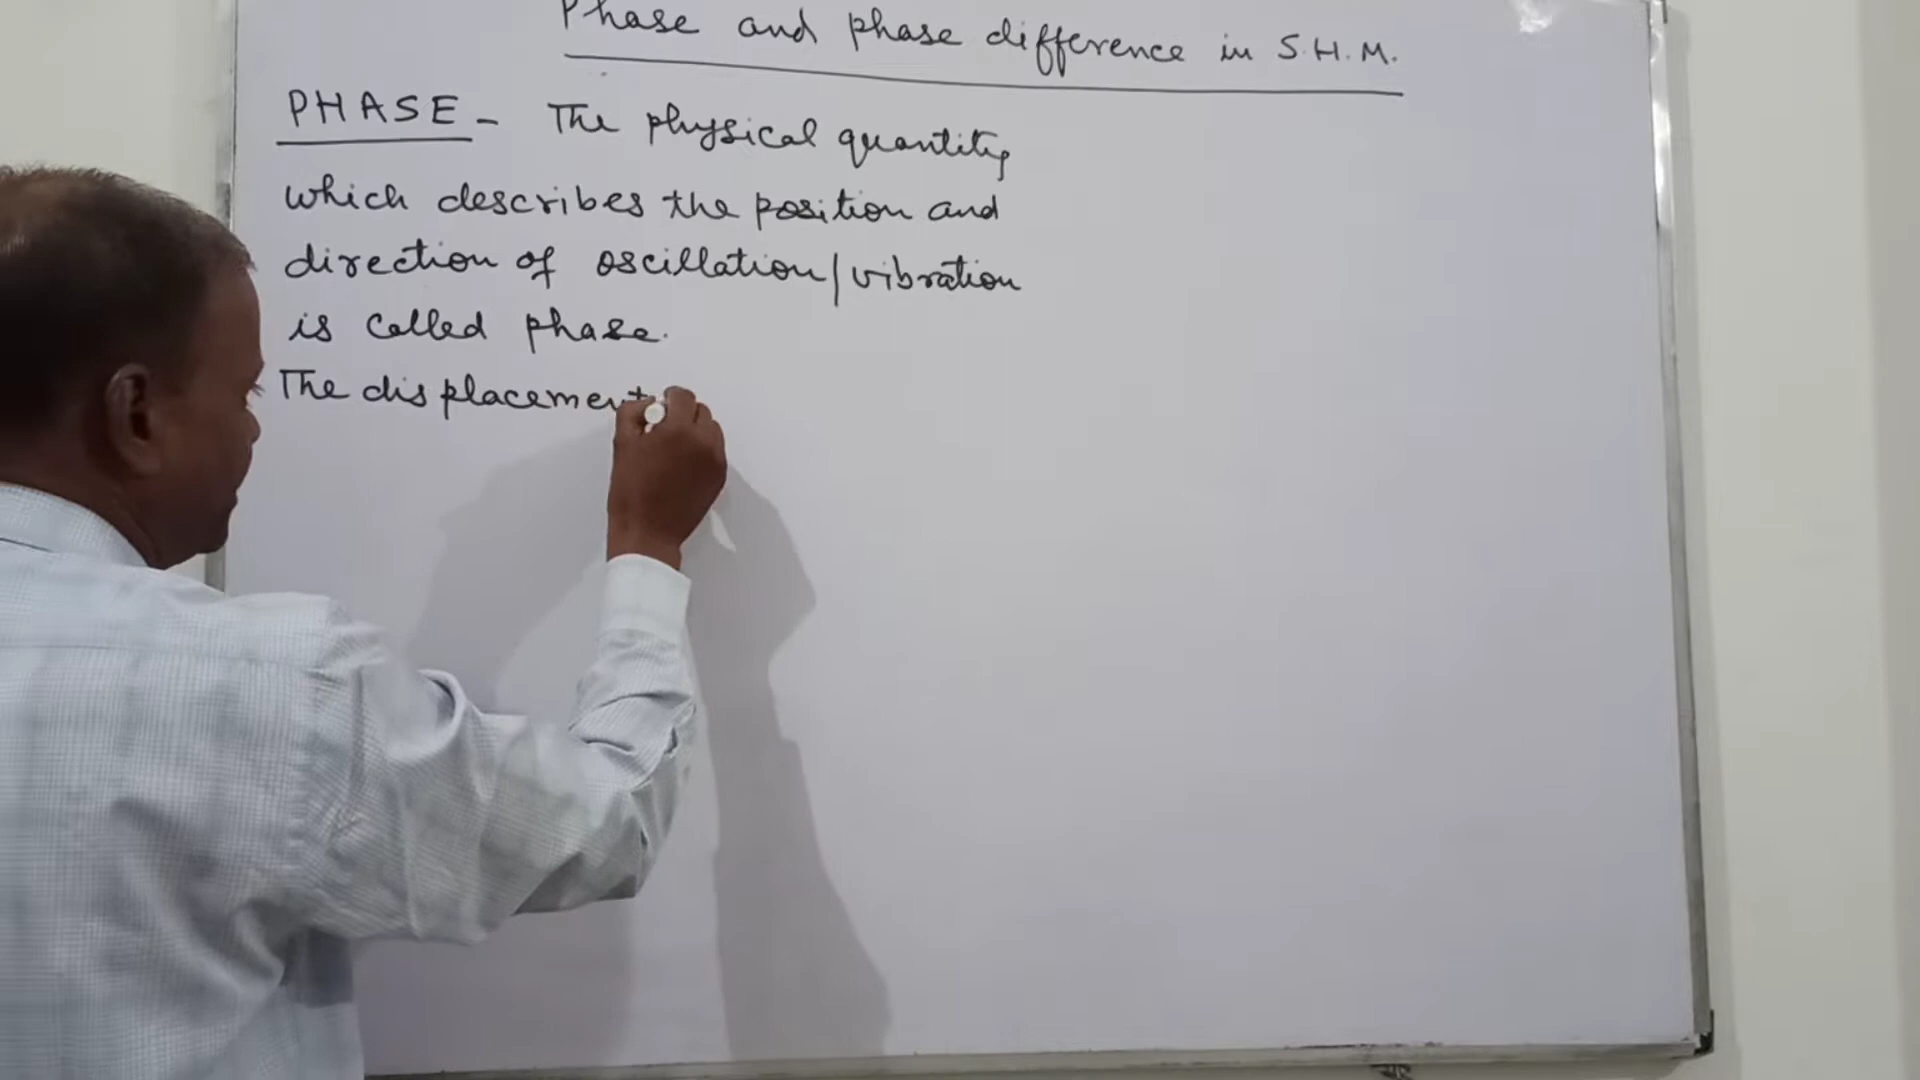 Phase and phase difference in S.H.M.
PHASE - The physical quantity
which describes the position and
direction of oscillation/vibration
is called phase.
The displacement